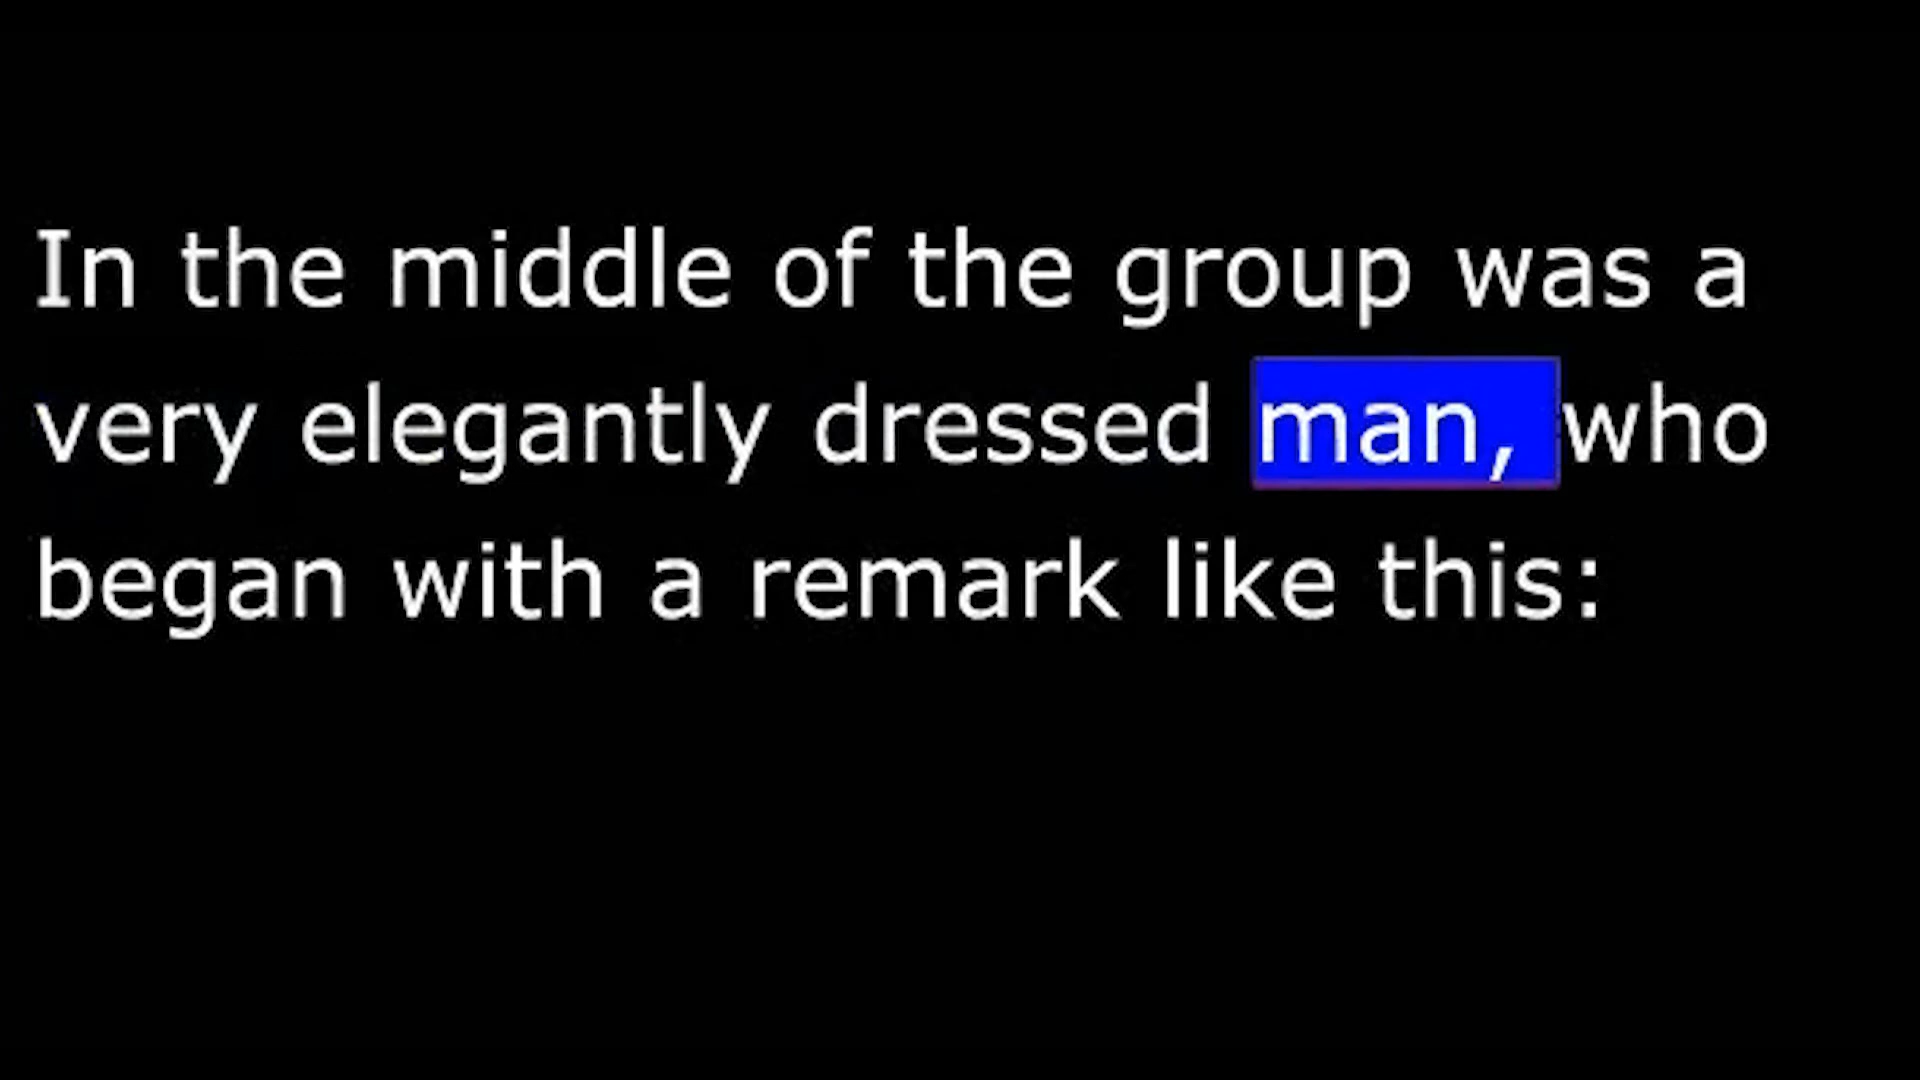 In the middle of the group was a
very elegantly dressed man, who
began with a remark like this: